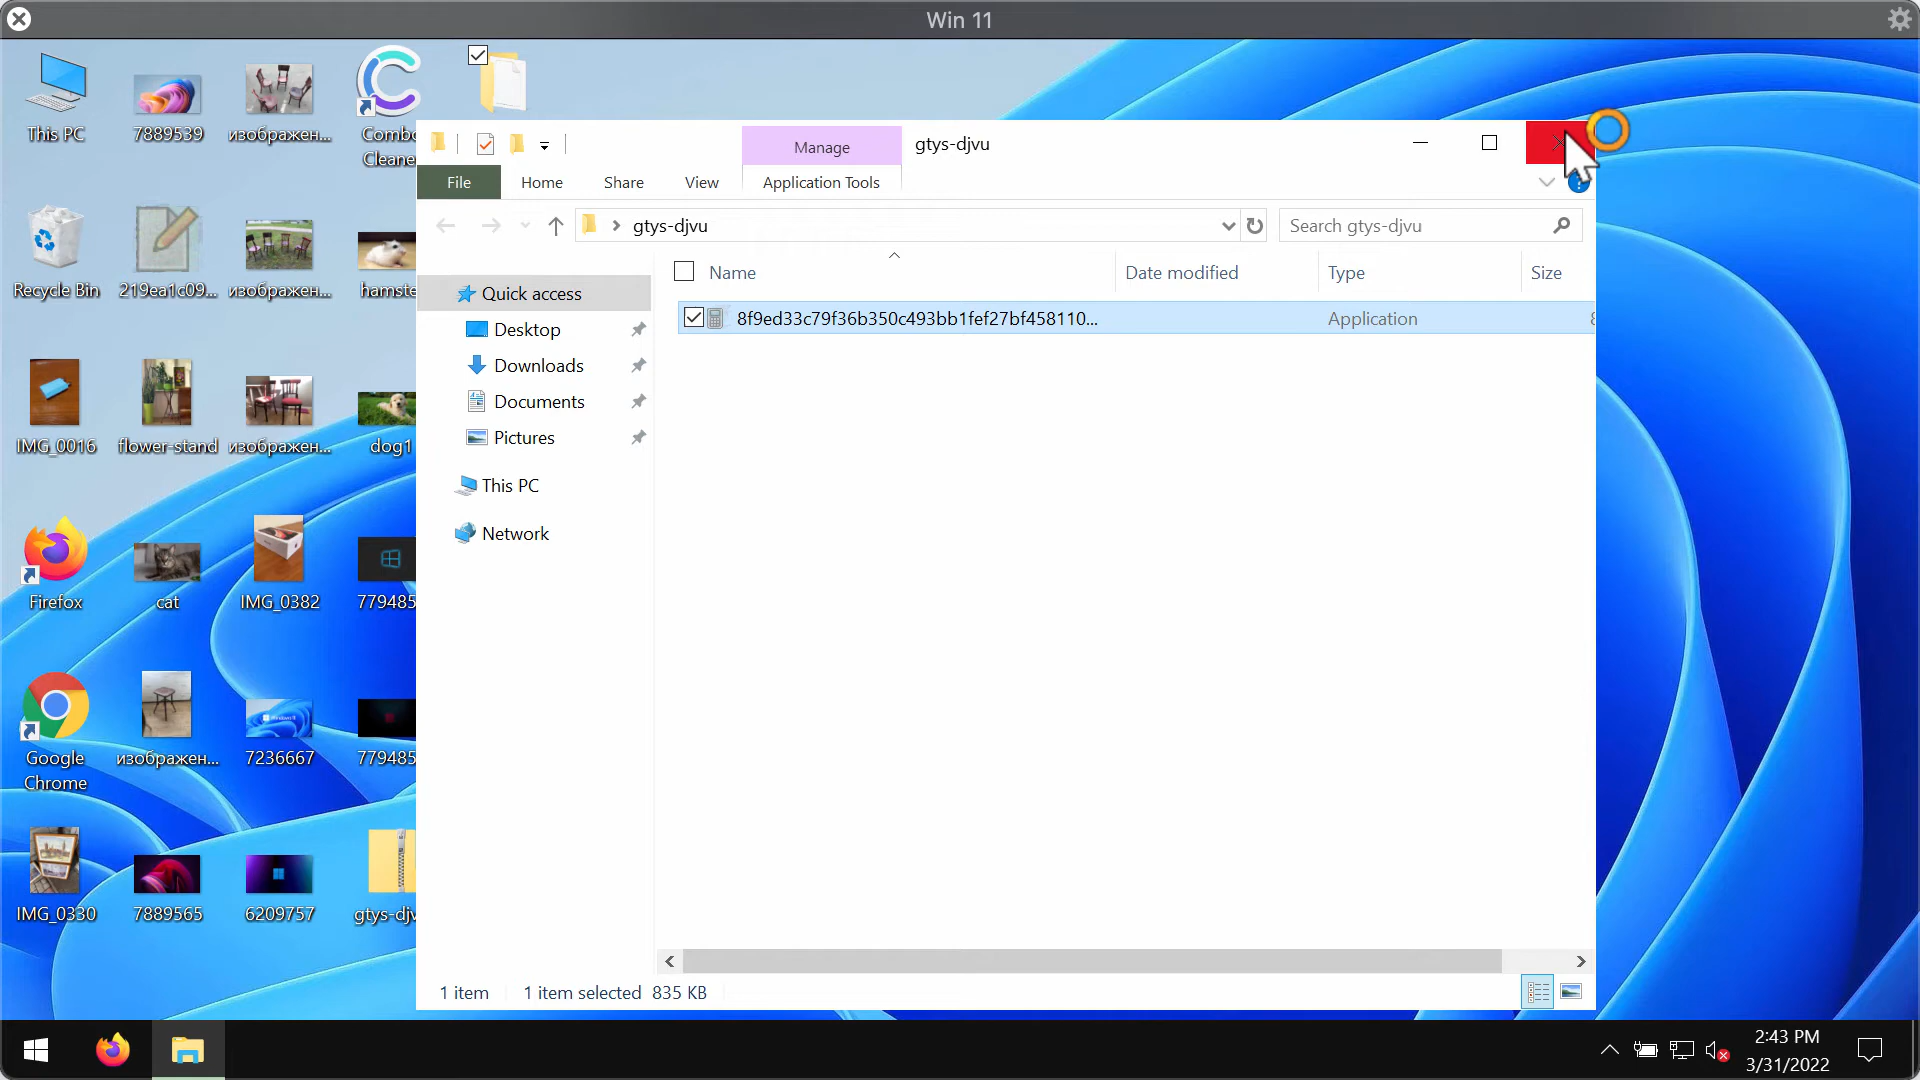 Win 11
This PC
7889539
изображен...
Combo
Cleane
Manage
gtys-djvu
File
Home
Share
View
Application Tools
gtys-djvu
Search gtys-djvu
Name
Date modified
Type
Size
Quick access
8f9ed33c79f36b350c493bb1fef27bf458110...
Application
Desktop
Downloads
Documents
Pictures
This PC
Network
Recycle Bin
219ea1c09...
изображен...
hamste
IMG_0016
flower-stand
изображен...
dog1
Firefox
cat
IMG_0382
779485
Google
Chrome
изображен...
7236667
779485
IMG_0330
7889565
6209757
gtys-djv
1 item
1 item selected 835 KB
2:43 PM
3/31/2022